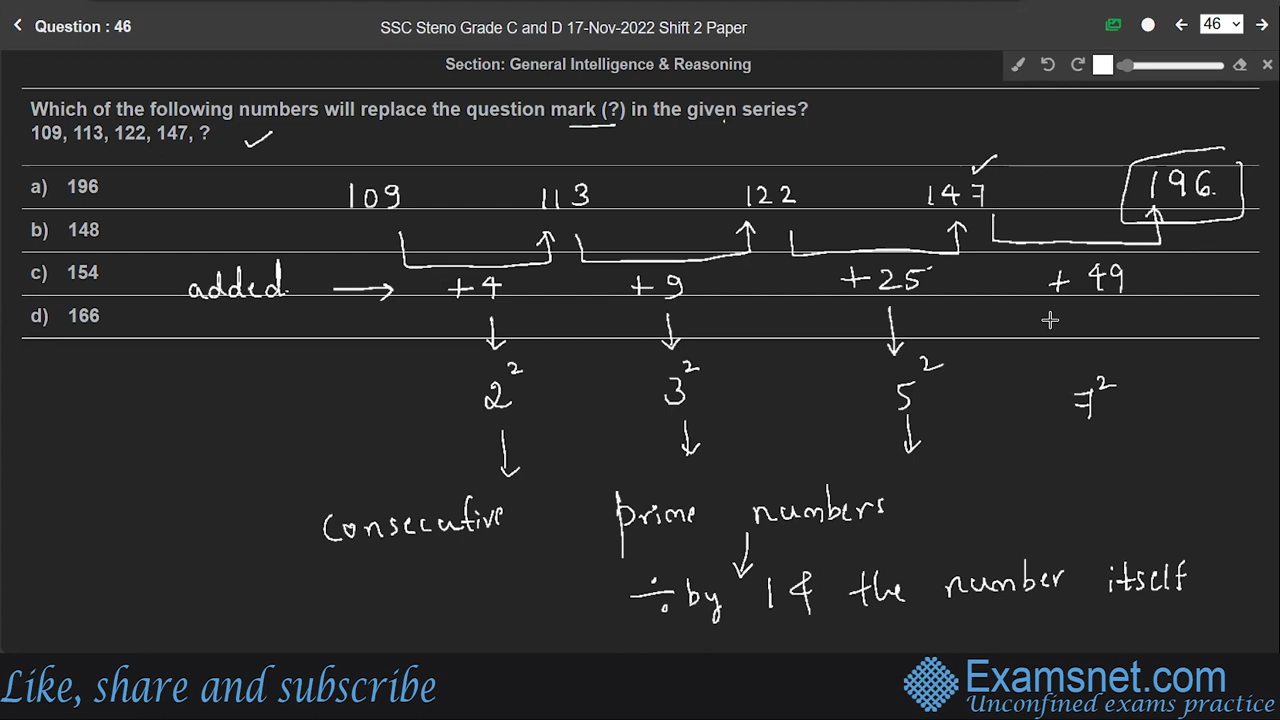 Question : 46
SSC Steno Grade C and D 17-Nov-2022 Shift 2 Paper
46
Section: General Intelligence & Reasoning
Which of the following numbers will replace the question mark (?) in the given series?
109, 113, 122, 147, ?
a) 196
b) 148
c) 154
d) 166
109 113 122 147 196
added → +4 +9 +25 +49
2² 3² 5² 7²
consecutive prime numbers
÷ by 1 & the number itself
Like, share and subscribe
Examsnet.com
Unconfined exams practice